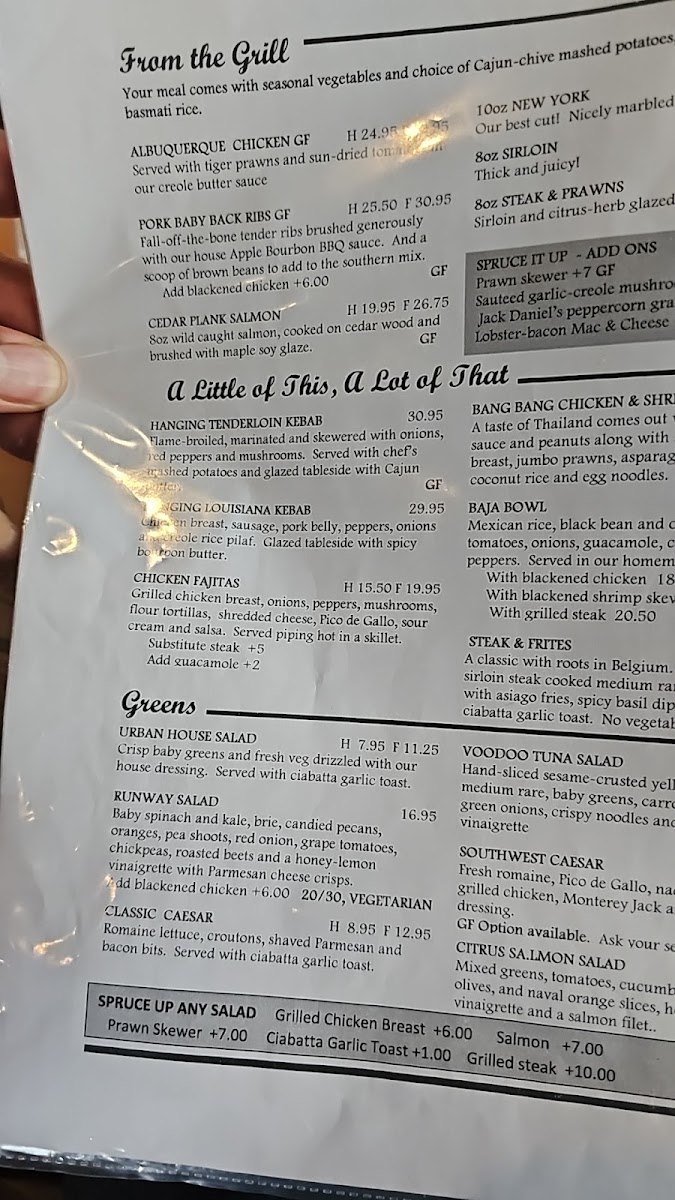 From the Grill
Your meal comes with seasonal vegetables and choice of Cajun-chive mashed potatoes
basmati rice.
ALBUQUERQUE CHICKEN GF H 24.95
Served with tiger prawns and sun-dried
our creole butter sauce
PORK BABY BACK RIBS GF H 25.50 F 30.95
Fall-off-the-bone tender ribs brushed generously
with our house Apple Bourbon BBQ sauce. And a
scoop of brown beans to add to the southern mix.
Add blackened chicken +6.00 GF
CEDAR PLANK SALMON H 19.95 F 26.75
8oz wild caught salmon, cooked on cedar wood and
brushed with maple soy glaze. GF
10oz NEW YORK
Our best cut! Nicely marbled
8oz SIRLOIN
Thick and juicy!
8oz STEAK & PRAWNS
Sirloin and citrus-herb glazed
SPRUCE IT UP - ADD ONS
Prawn skewer +7 GF
Sauteed garlic-creole mushro
Jack Daniel's peppercorn gra
Lobster-bacon Mac & Cheese
A Little of This, A Lot of That
HANGING TENDERLOIN KEBAB 30.95
Flame-broiled, marinated and skewered with onions,
red peppers and mushrooms. Served with chef's
mashed potatoes and glazed tableside with Cajun
GF
HANGING LOUISIANA KEBAB 29.95
Chicken breast, sausage, pork belly, peppers, onions
and creole rice pilaf. Glazed tableside with spicy
bourbon butter.
CHICKEN FAJITAS H 15.50 F 19.95
Grilled chicken breast, onions, peppers, mushrooms,
flour tortillas, shredded cheese, Pico de Gallo, sour
cream and salsa. Served piping hot in a skillet.
Substitute steak +5
Add guacamole +2
BANG BANG CHICKEN & SHRI
A taste of Thailand comes out
sauce and peanuts along with
breast, jumbo prawns, asparag
coconut rice and egg noodles.
BAJA BOWL
Mexican rice, black bean and c
tomatoes, onions, guacamole, c
peppers. Served in our homem
With blackened chicken 18
With blackened shrimp skew
With grilled steak 20.50
STEAK & FRITES
A classic with roots in Belgium.
sirloin steak cooked medium ra
with asiago fries, spicy basil dip
ciabatta garlic toast. No vegetab
Greens
URBAN HOUSE SALAD H 7.95 F 11.25
Crisp baby greens and fresh veg drizzled with our
house dressing. Served with ciabatta garlic toast.
RUNWAY SALAD 16.95
Baby spinach and kale, brie, candied pecans,
oranges, pea shoots, red onion, grape tomatoes,
chickpeas, roasted beets and a honey-lemon
vinaigrette with Parmesan cheese crisps.
Add blackened chicken +6.00 20/30, VEGETARIAN
CLASSIC CAESAR H 8.95 F 12.95
Romaine lettuce, croutons, shaved Parmesan and
bacon bits. Served with ciabatta garlic toast.
VOODOO TUNA SALAD
Hand-sliced sesame-crusted yell
medium rare, baby greens, carro
green onions, crispy noodles and
vinaigrette
SOUTHWEST CAESAR
Fresh romaine, Pico de Gallo, na
grilled chicken, Monterey Jack a
dressing.
GF Option available. Ask your se
CITRUS SA.LMON SALAD
Mixed greens, tomatoes, cucumb
olives, and naval orange slices, h
vinaigrette and a salmon filet..
SPRUCE UP ANY SALAD Grilled Chicken Breast +6.00 Salmon +7.00
Prawn Skewer +7.00 Ciabatta Garlic Toast +1.00 Grilled steak +10.00